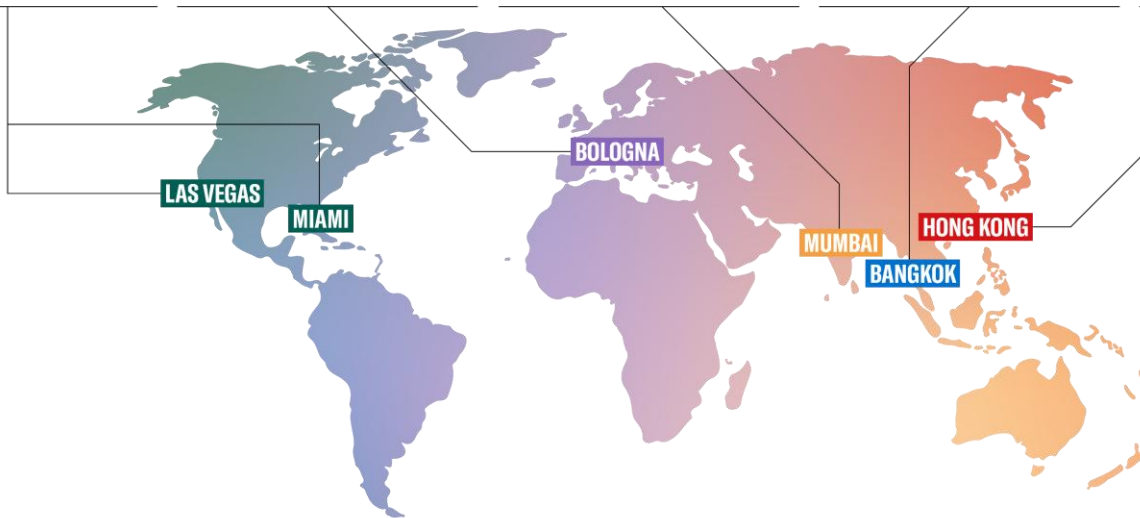 BOLOGNA
LAS VEGAS
MIAMI
HONG KONG
MUMBAI
BANGKOK